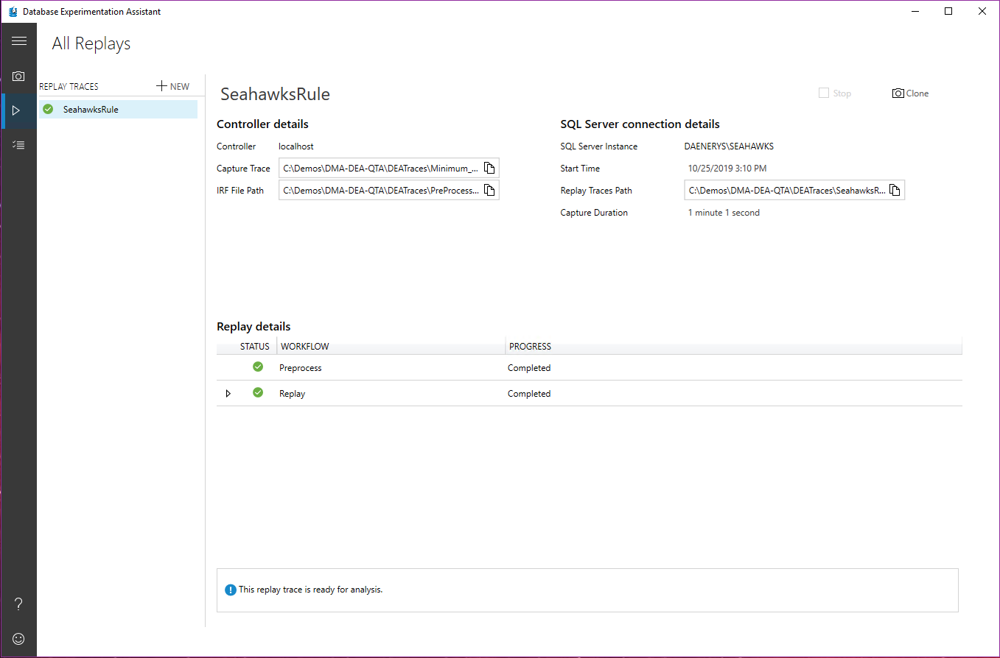 Database Experimentation Assistant
All Replays
REPLAY TRACES
NEW
SeahawksRule
SeahawksRule
Stop
Clone
Controller details
Controller localhost
Capture Trace C:\Demos\DMA-DEA-QTA\DEATraces\Minimum_...
IRF File Path C:\Demos\DMA-DEA-QTA\DEATraces\PreProcess...
SQL Server connection details
SQL Server Instance DAENERYS\SEAHAWKS
Start Time 10/25/2019 3:10 PM
Replay Traces Path C:\Demos\DMA-DEA-QTA\DEATraces\SeahawksR...
Capture Duration 1 minute 1 second
Replay details
STATUS WORKFLOW PROGRESS
Preprocess Completed
Replay Completed
This replay trace is ready for analysis.